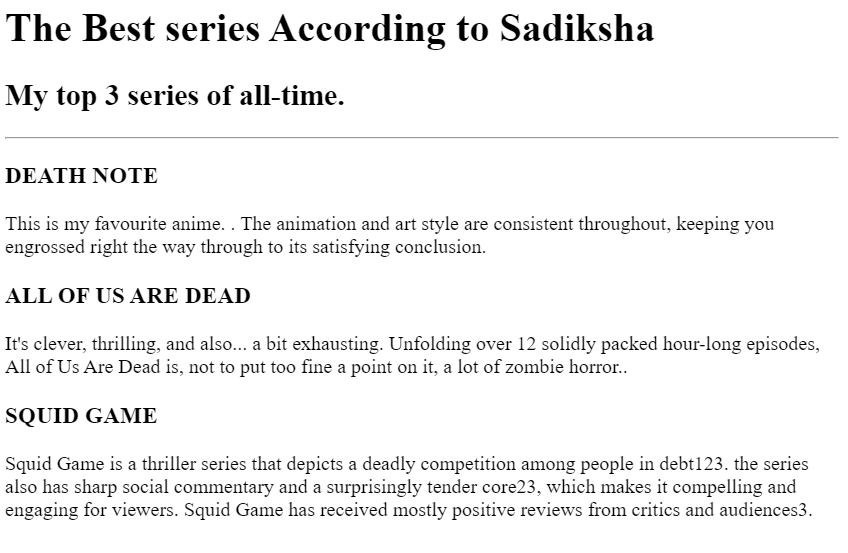 The Best series According to Sadiksha
My top 3 series of all-time.
DEATH NOTE
This is my favourite anime. . The animation and art style are consistent throughout, keeping you
engrossed right the way through to its satisfying conclusion.
ALL OF US ARE DEAD
It's clever, thrilling, and also... a bit exhausting. Unfolding over 12 solidly packed hour-long episodes,
All of Us Are Dead is, not to put too fine a point on it, a lot of zombie horror..
SQUID GAME
Squid Game is a thriller series that depicts a deadly competition among people in debt123. the series
also has sharp social commentary and a surprisingly tender core23, which makes it compelling and
engaging for viewers. Squid Game has received mostly positive reviews from critics and audiences3.